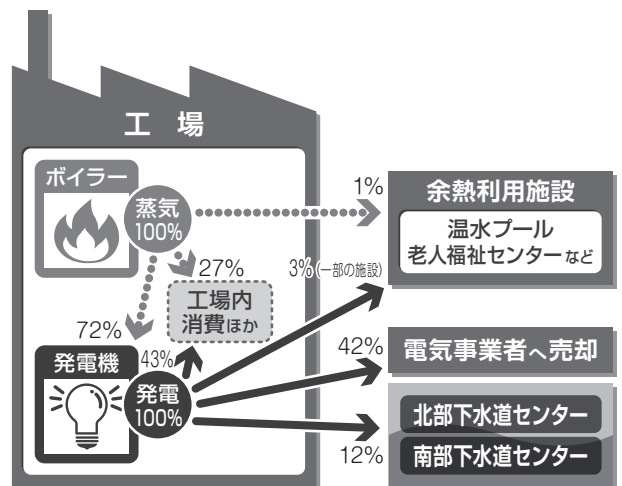 工 場
ボイラー
蒸気
100%
1%
余熱利用施設
温水プール
老人福祉センターなど
27%
3%(一部の施設)
工場内
消費ほか
72%
発電機
43%
発電
100%
42%
電気事業者へ売却
12%
北部下水道センター
南部下水道センター